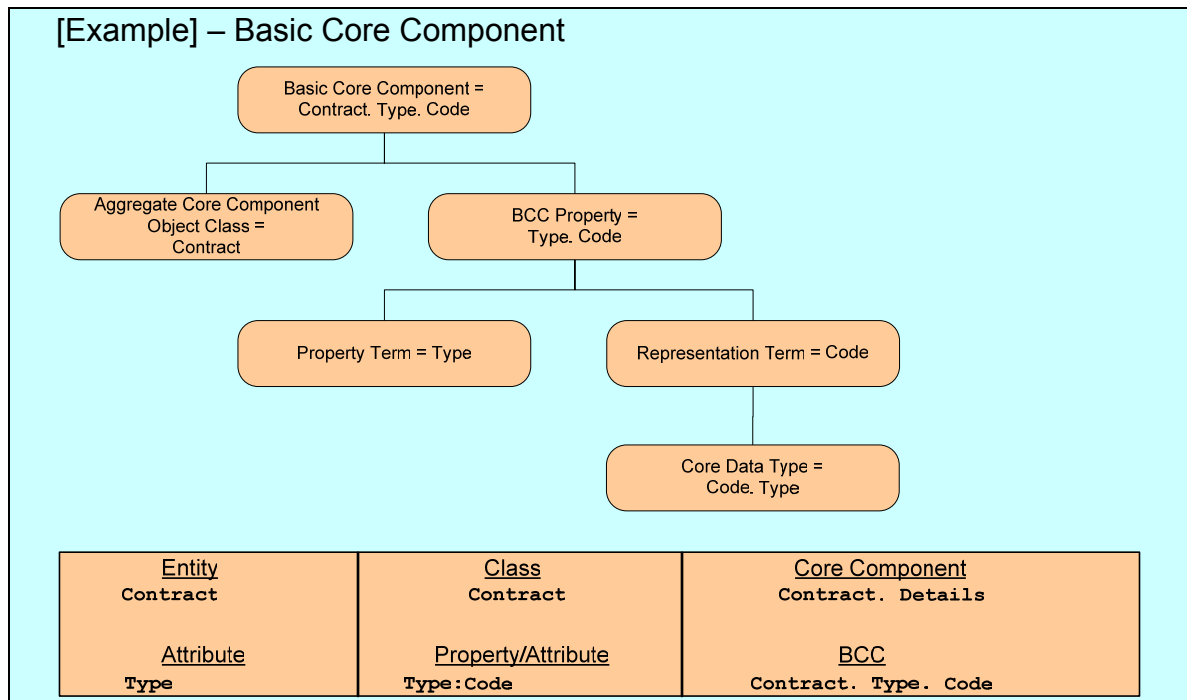 [Example] – Basic Core Component
Basic Core Component =
Contract. Type. Code
Aggregate Core Component
Object Class =
Contract
BCC Property =
Type. Code
Property Term = Type
Representation Term = Code
Core Data Type =
Code. Type
Entity
Contract
Attribute
Type
Class
Contract
Property/Attribute
Type:Code
Core Component
Contract. Details
BCC
Contract. Type. Code